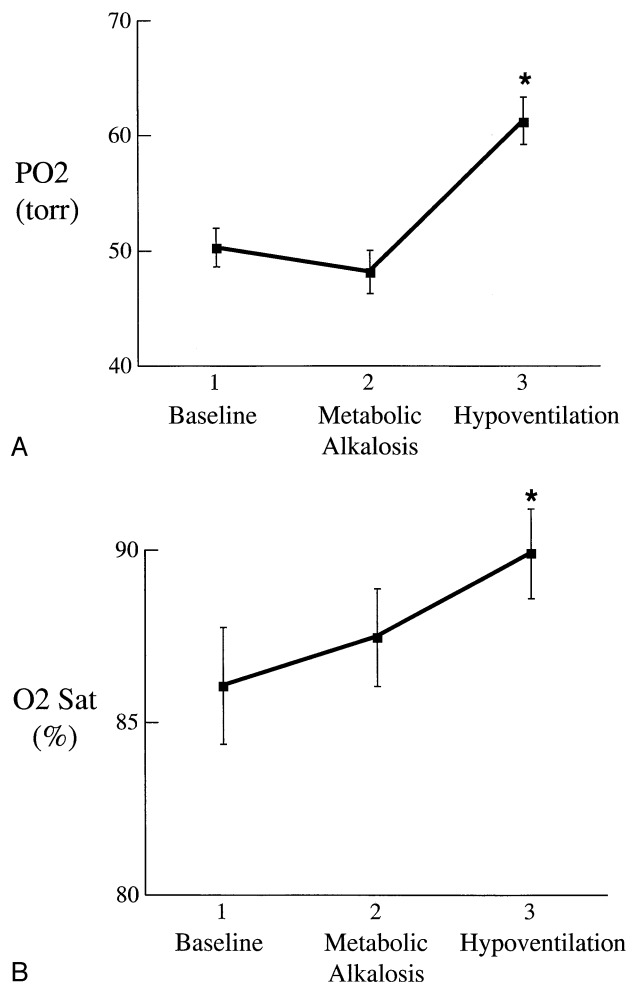 70
60
PO2
(torr)
50
40
1 2 3
Baseline Metabolic Hypoventilation
Alkalosis
A
*
*
90
O2 Sat
(%)
85
80
1 2 3
Baseline Metabolic Hypoventilation
Alkalosis
B